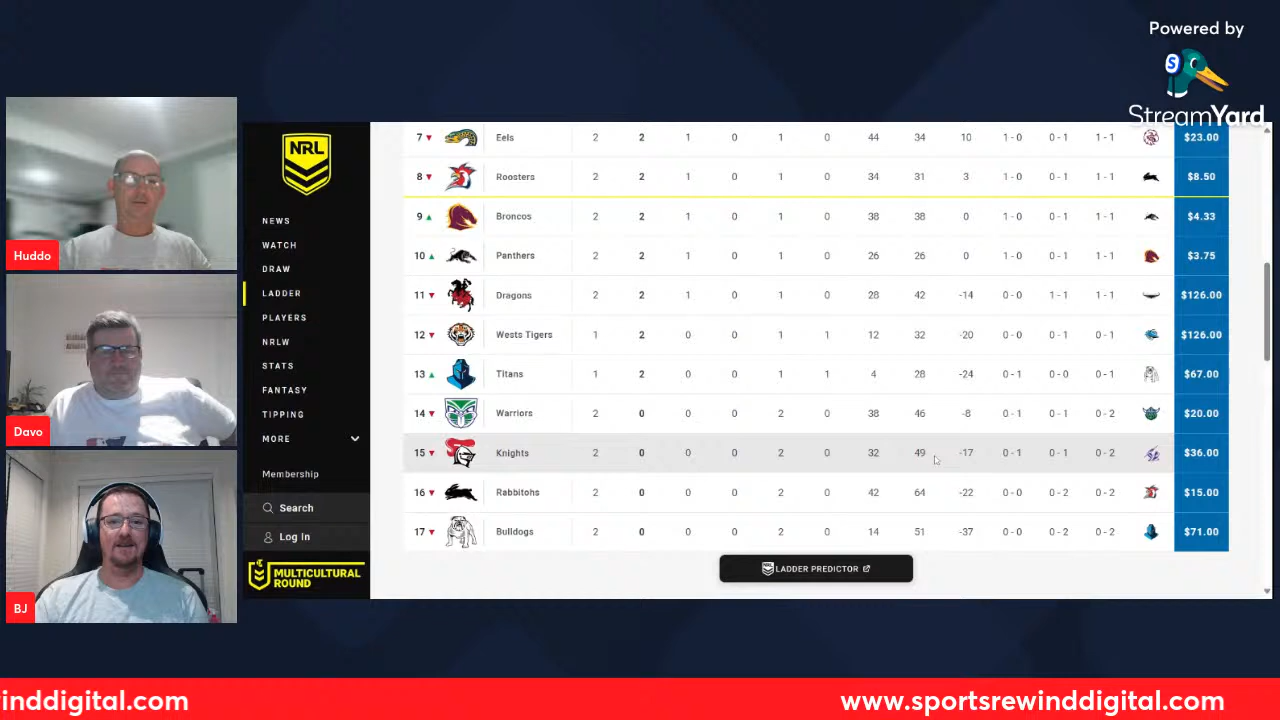 Powered by
StreamYard
Huddo
Davo
BJ
NRL
NEWS
WATCH
DRAW
LADDER
PLAYERS
NRLW
STATS
FANTASY
TIPPING
MORE
Membership
Search
Log In
MULTICULTURAL
ROUND
7 Eels 2 2 1 0 1 0 44 34 10 1 - 0 0 - 1 1 - 1 $23.00
8 Roosters 2 2 1 0 1 0 34 31 3 1 - 0 0 - 1 1 - 1 $8.50
9 Broncos 2 2 1 0 1 0 38 38 0 1 - 0 0 - 1 1 - 1 $4.33
10 Panthers 2 2 1 0 1 0 26 26 0 1 - 0 0 - 1 1 - 1 $3.75
11 Dragons 2 2 1 0 1 0 28 42 -14 0 - 0 1 - 1 1 - 1 $126.00
12 Wests Tigers 1 2 0 0 1 1 12 32 -20 0 - 0 0 - 1 0 - 1 $126.00
13 Titans 1 2 0 0 1 1 4 28 -24 0 - 1 0 - 0 0 - 1 $67.00
14 Warriors 2 0 0 0 2 0 38 46 -8 0 - 1 0 - 1 0 - 2 $20.00
15 Knights 2 0 0 0 2 0 32 49 -17 0 - 1 0 - 1 0 - 2 $36.00
16 Rabbitohs 2 0 0 0 2 0 42 64 -22 0 - 0 0 - 2 0 - 2 $15.00
17 Bulldogs 2 0 0 0 2 0 14 51 -37 0 - 0 0 - 2 0 - 2 $71.00
LADDER PREDICTOR
inddigital.com www.sportsrewinddigital.com